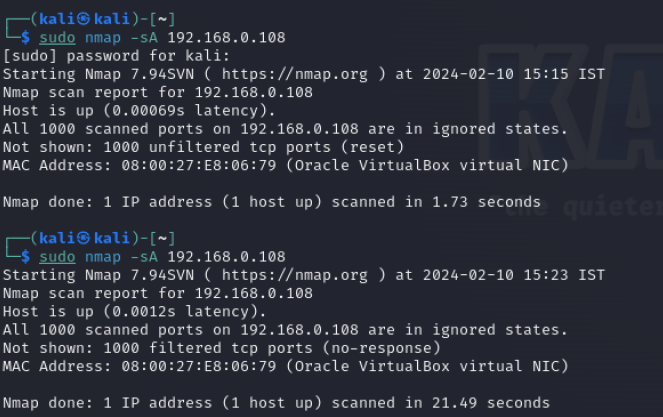 ┌──(kali㉿kali)-[~]
└─$ sudo nmap -sA 192.168.0.108
[sudo] password for kali:
Starting Nmap 7.94SVN ( https://nmap.org ) at 2024-02-10 15:15 IST
Nmap scan report for 192.168.0.108
Host is up (0.00069s latency).
All 1000 scanned ports on 192.168.0.108 are in ignored states.
Not shown: 1000 unfiltered tcp ports (reset)
MAC Address: 08:00:27:E8:06:79 (Oracle VirtualBox virtual NIC)
Nmap done: 1 IP address (1 host up) scanned in 1.73 seconds
the quieter
┌──(kali㉿kali)-[~]
└─$ sudo nmap -sA 192.168.0.108
Starting Nmap 7.94SVN ( https://nmap.org ) at 2024-02-10 15:23 IST
Nmap scan report for 192.168.0.108
Host is up (0.0012s latency).
All 1000 scanned ports on 192.168.0.108 are in ignored states.
Not shown: 1000 filtered tcp ports (no-response)
MAC Address: 08:00:27:E8:06:79 (Oracle VirtualBox virtual NIC)
Nmap done: 1 IP address (1 host up) scanned in 21.49 seconds